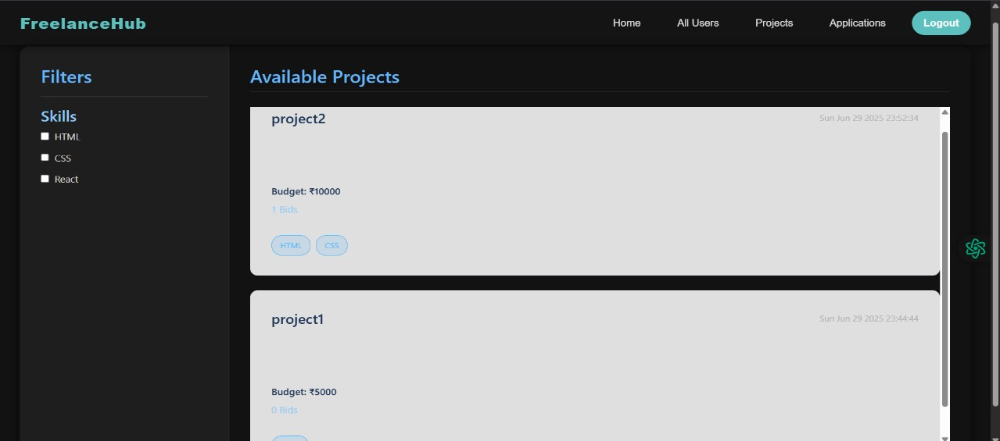 FreelanceHub
Home All Users Projects Applications Logout
Filters
Skills
HTML
CSS
React
Available Projects
project2 Sun Jun 29 2025 23:52:34
Budget: ₹10000
1 Bids
HTML CSS
project1 Sun Jun 29 2025 23:44:44
Budget: ₹5000
0 Bids